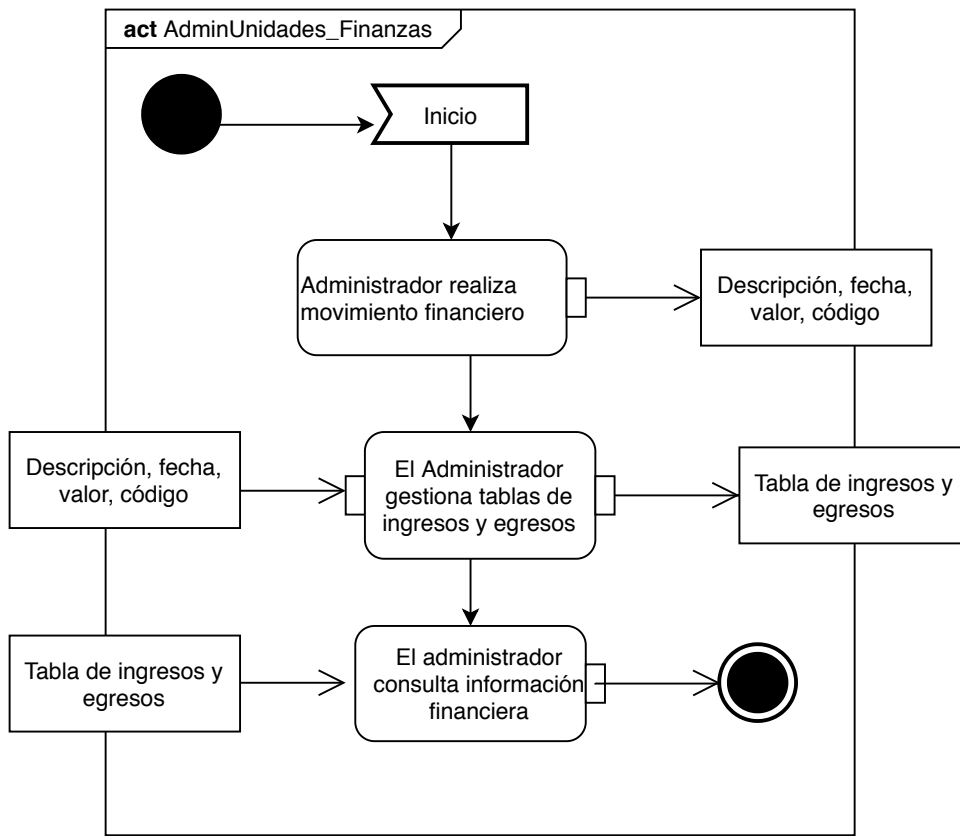 act AdminUnidades_Finanzas
Inicio
Administrador realiza
movimiento financiero
Descripción, fecha,
valor, código
Descripción, fecha,
valor, código
El Administrador
gestiona tablas de
ingresos y egresos
Tabla de ingresos y
egresos
Tabla de ingresos y
egresos
El administrador
consulta información
financiera